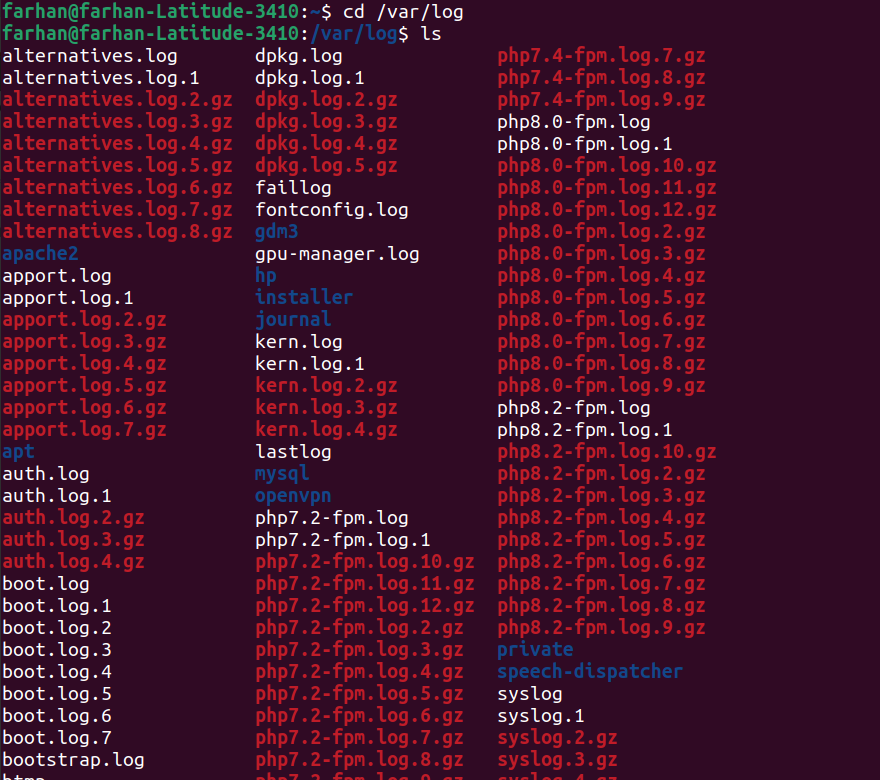 farhan@farhan-Latitude-3410:~$ cd /var/log
farhan@farhan-Latitude-3410:/var/log$ ls
alternatives.log dpkg.log php7.4-fpm.log.7.gz
alternatives.log.1 dpkg.log.1 php7.4-fpm.log.8.gz
alternatives.log.2.gz dpkg.log.2.gz php7.4-fpm.log.9.gz
alternatives.log.3.gz dpkg.log.3.gz php8.0-fpm.log
alternatives.log.4.gz dpkg.log.4.gz php8.0-fpm.log.1
alternatives.log.5.gz dpkg.log.5.gz php8.0-fpm.log.10.gz
alternatives.log.6.gz faillog php8.0-fpm.log.11.gz
alternatives.log.7.gz fontconfig.log php8.0-fpm.log.12.gz
alternatives.log.8.gz gdm3 php8.0-fpm.log.2.gz
apache2 gpu-manager.log php8.0-fpm.log.3.gz
apport.log hp php8.0-fpm.log.4.gz
apport.log.1 installer php8.0-fpm.log.5.gz
apport.log.2.gz journal php8.0-fpm.log.6.gz
apport.log.3.gz kern.log php8.0-fpm.log.7.gz
apport.log.4.gz kern.log.1 php8.0-fpm.log.8.gz
apport.log.5.gz kern.log.2.gz php8.0-fpm.log.9.gz
apport.log.6.gz kern.log.3.gz php8.2-fpm.log
apport.log.7.gz kern.log.4.gz php8.2-fpm.log.1
apt lastlog php8.2-fpm.log.10.gz
auth.log mysql php8.2-fpm.log.2.gz
auth.log.1 openvpn php8.2-fpm.log.3.gz
auth.log.2.gz php7.2-fpm.log php8.2-fpm.log.4.gz
auth.log.3.gz php7.2-fpm.log.1 php8.2-fpm.log.5.gz
auth.log.4.gz php7.2-fpm.log.10.gz php8.2-fpm.log.6.gz
boot.log php7.2-fpm.log.11.gz php8.2-fpm.log.7.gz
boot.log.1 php7.2-fpm.log.12.gz php8.2-fpm.log.8.gz
boot.log.2 php7.2-fpm.log.2.gz php8.2-fpm.log.9.gz
boot.log.3 php7.2-fpm.log.3.gz private
boot.log.4 php7.2-fpm.log.4.gz speech-dispatcher
boot.log.5 php7.2-fpm.log.5.gz syslog
boot.log.6 php7.2-fpm.log.6.gz syslog.1
boot.log.7 php7.2-fpm.log.7.gz syslog.2.gz
bootstrap.log php7.2-fpm.log.8.gz syslog.3.gz